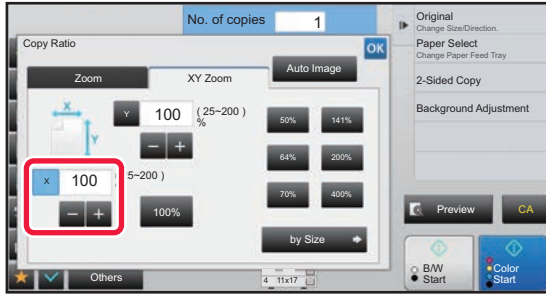 No. of copies 1
Original
Change Size/Direction.
Copy Ratio
OK
Paper Select
Change Paper Feed Tray
Zoom
XY Zoom
Auto Image
2-Sided Copy
X
Y
Y 100 ( 25~200 )
%
50% 141%
Background Adjustment
- +
64% 200%
X 100 5~200 )
70% 400%
- +
100%
Preview
CA
by Size
Others
4 11x17
B/W
Start
Color
Start